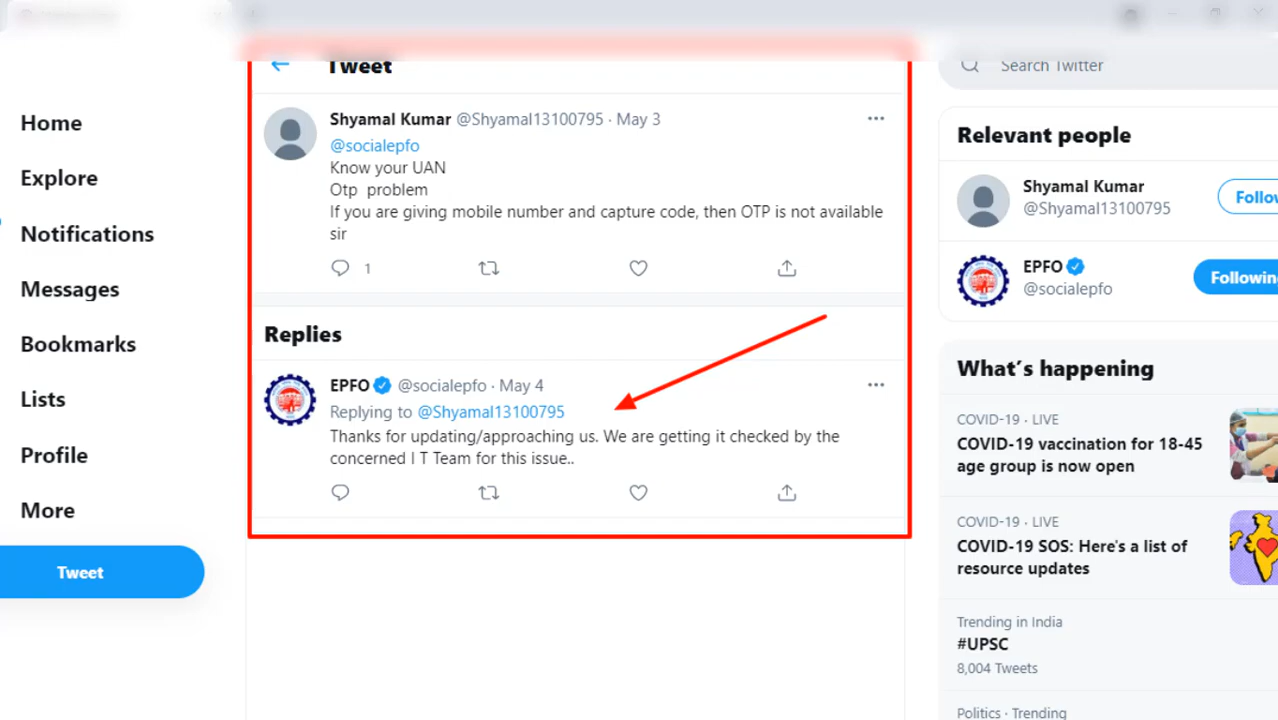 Home
Explore
Notifications
Messages
Bookmarks
Lists
Profile
More
Tweet
Tweet
Shyamal Kumar @Shyamal13100795 · May 3
@socialepfo
Know your UAN
Otp problem
If you are giving mobile number and capture code, then OTP is not available
sir
1
Replies
EPFO @socialepfo · May 4
Replying to @Shyamal13100795
Thanks for updating/approaching us. We are getting it checked by the
concerned I T Team for this issue..
Search Twitter
Relevant people
Shyamal Kumar
@Shyamal13100795
Follow
EPFO
@socialepfo
Following
What's happening
COVID-19 · LIVE
COVID-19 vaccination for 18-45
age group is now open
COVID-19 · LIVE
COVID-19 SOS: Here's a list of
resource updates
Trending in India
#UPSC
8,004 Tweets
Politics · Trending